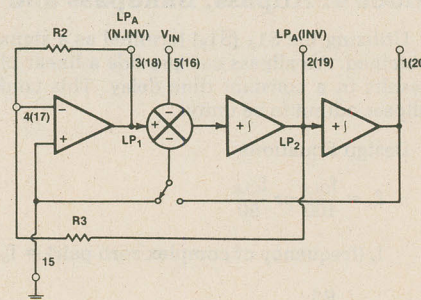 LPA VIN LPA(INV)
R2 (N.INV)
3(18) 5(16) 2(19) 1(20
4(17) − + − + − +∫ +∫
LP1 LP2
R3
15